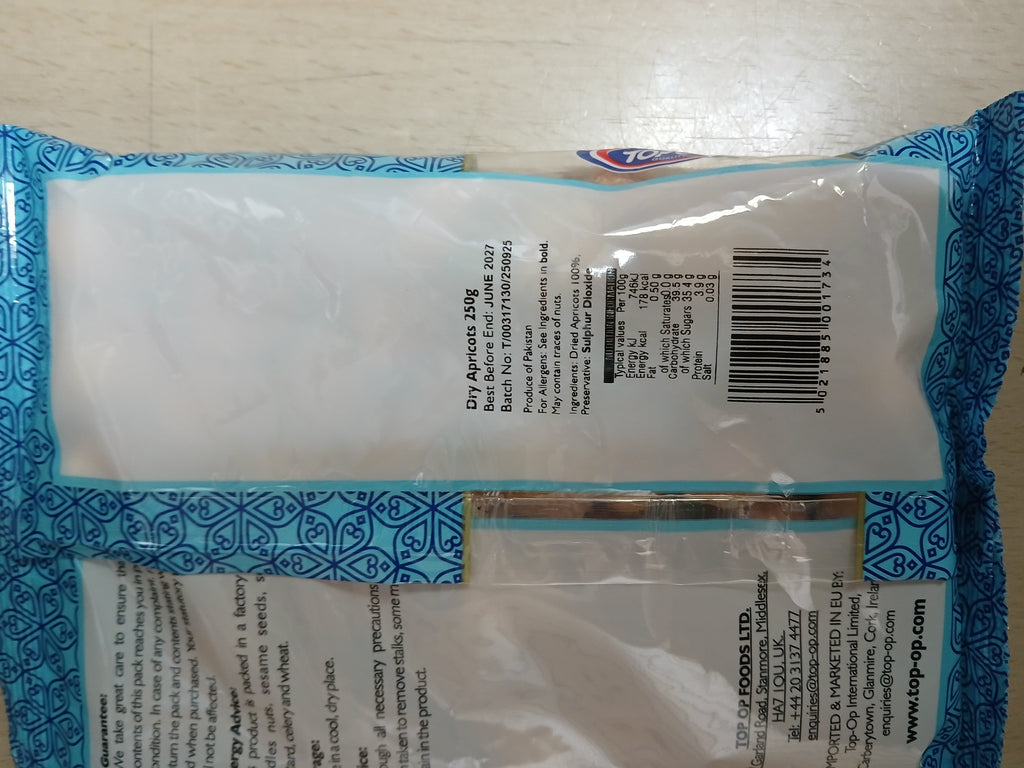 Dry Apricots 250g
Best Before End: JUNE 2027
Batch No: T/00317130/250925
Produce of Pakistan
For Allergens: See Ingredients in bold.
May contain traces of nuts.
Ingredients: Dried Apricots 100%,
Preservative: Sulphur Dioxide
Typical values Per 100g
Energy kJ 746kJ
Energy kcal 178 kcal
Fat 0.50 g
of which Saturates 0.0 g
Carbohydrate 39.5 g
of which Sugars 35.4 g
Protein 3.9 g
Salt 0.03 g
5 021885 001734
TOP
Guarantee:
We take great care to ensure
contents of this pack reaches you in
condition. In case of any complaint,
turn the pack and contents stating
d when purchased. Your statutory
not be affected.
ergy Advice:
product is packed in a factory
dles nuts, sesame seeds,
ard, celery and wheat.
age:
in a cool, dry place.
ice:
ough all necessary precautions
taken to remove stalks, some
ain in the product.
TOP OP FOODS LTD.
Garland Road, Stanmore, Middlesex,
HA7 1OU, UK.
Tel: +44 20 3137 4477
enquiries@top-op.com
IMPORTED & MARKETED IN EU BY:
Top-Op International Limited,
Carberytown, Glanmire, Cork, Irelan
enquiries@top-op.com
www.top-op.com